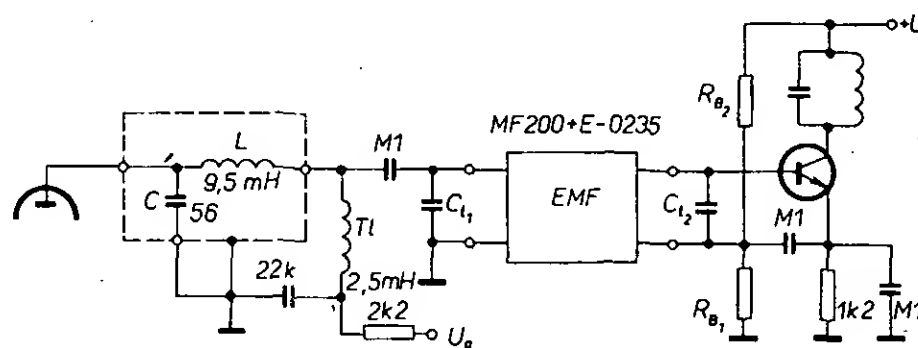 +U
R_B2
L
9,5 mH
M1
MF200+E-0235
EMF
C
56
C_t1
C_t2
M1
Tl
22k
2,5mH
2k2
U_a
R_B1
1k2
M1